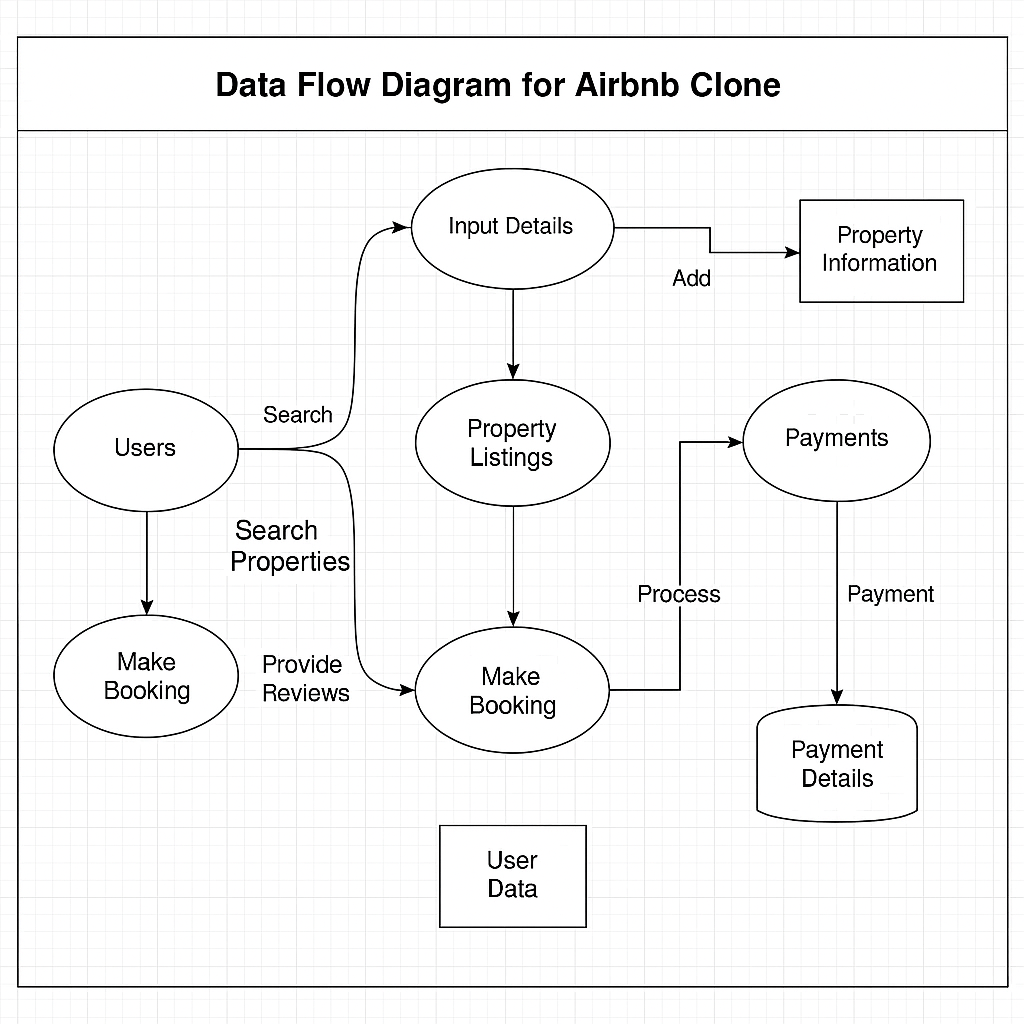 Data Flow Diagram for Airbnb Clone
Input Details
Property
Information
Add
Search
Users
Property
Listings
Payments
Search
Properties
Process
Payment
Make
Booking
Provide
Reviews
Make
Booking
Payment
Details
User
Data